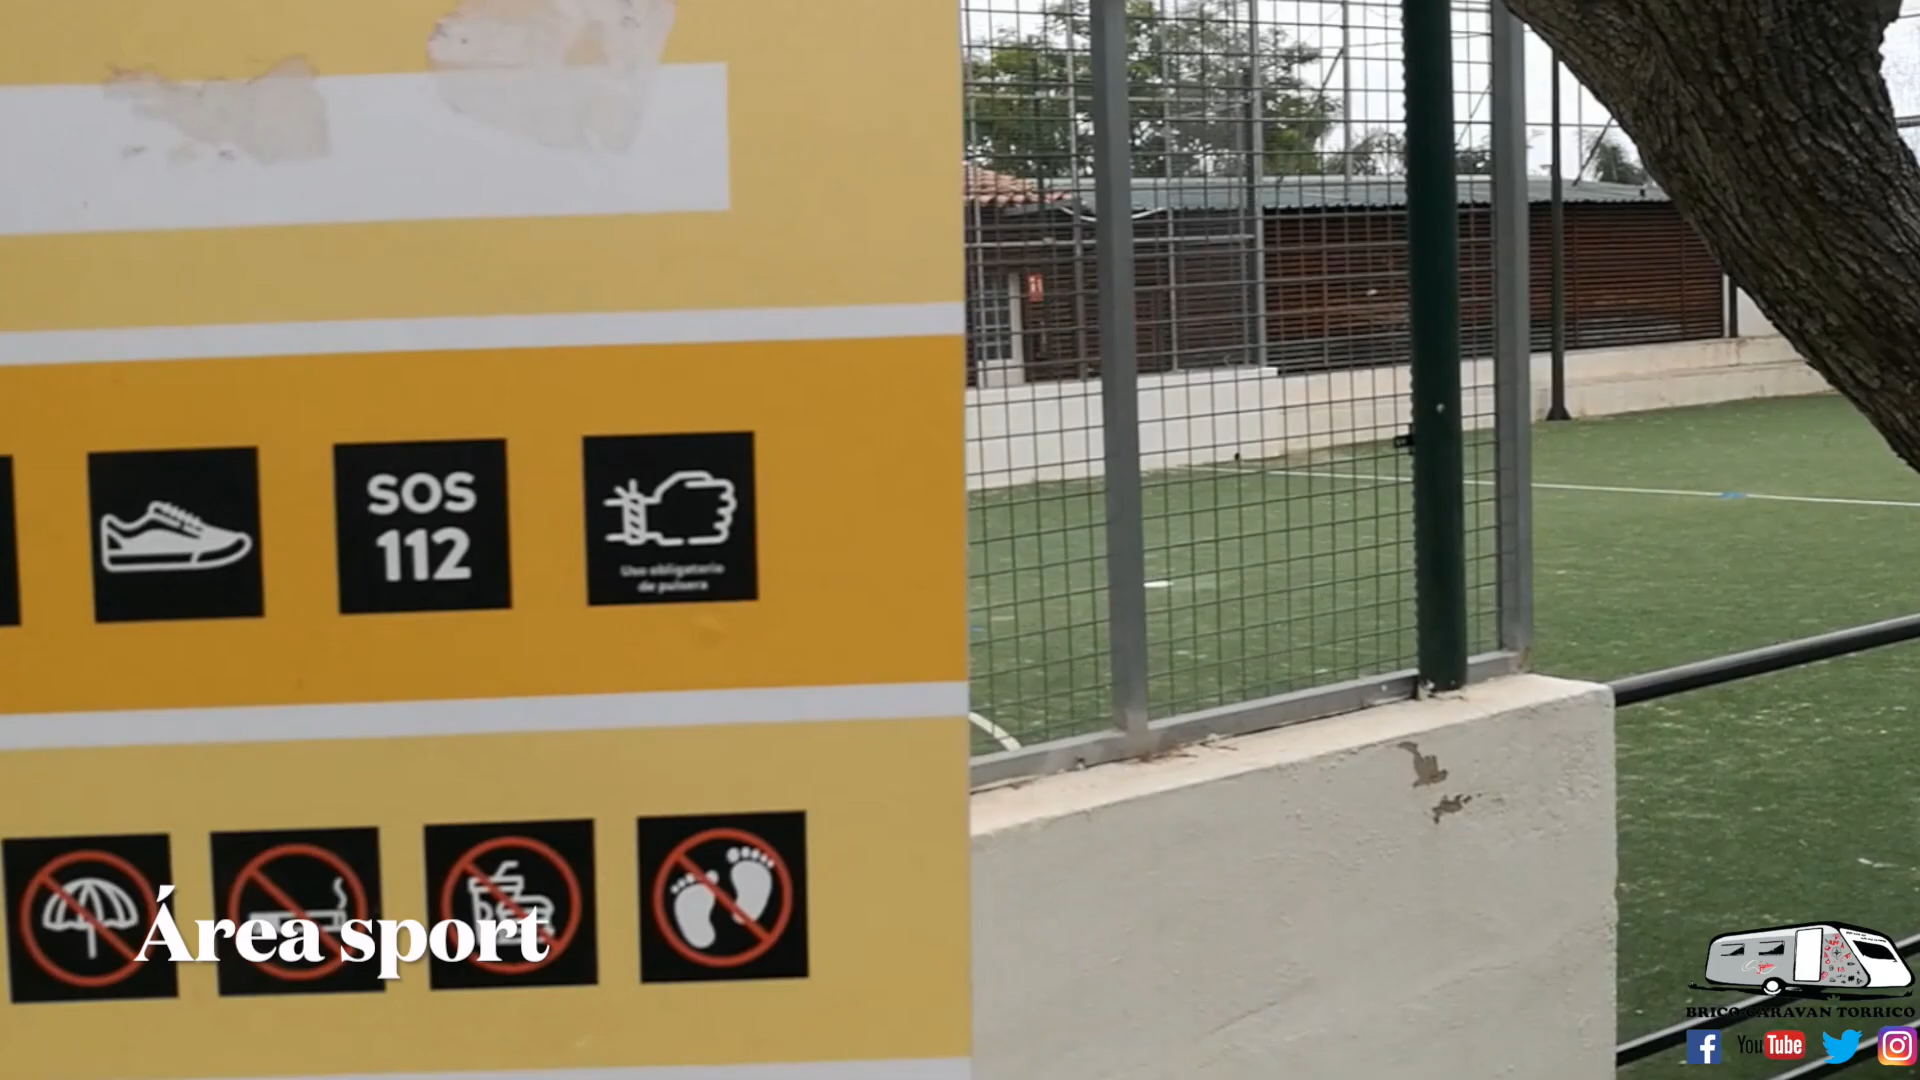 SOS
112
Uso obligatorio
de pulsera
Área sport
BRICO CARAVAN TORRICO
YouTube